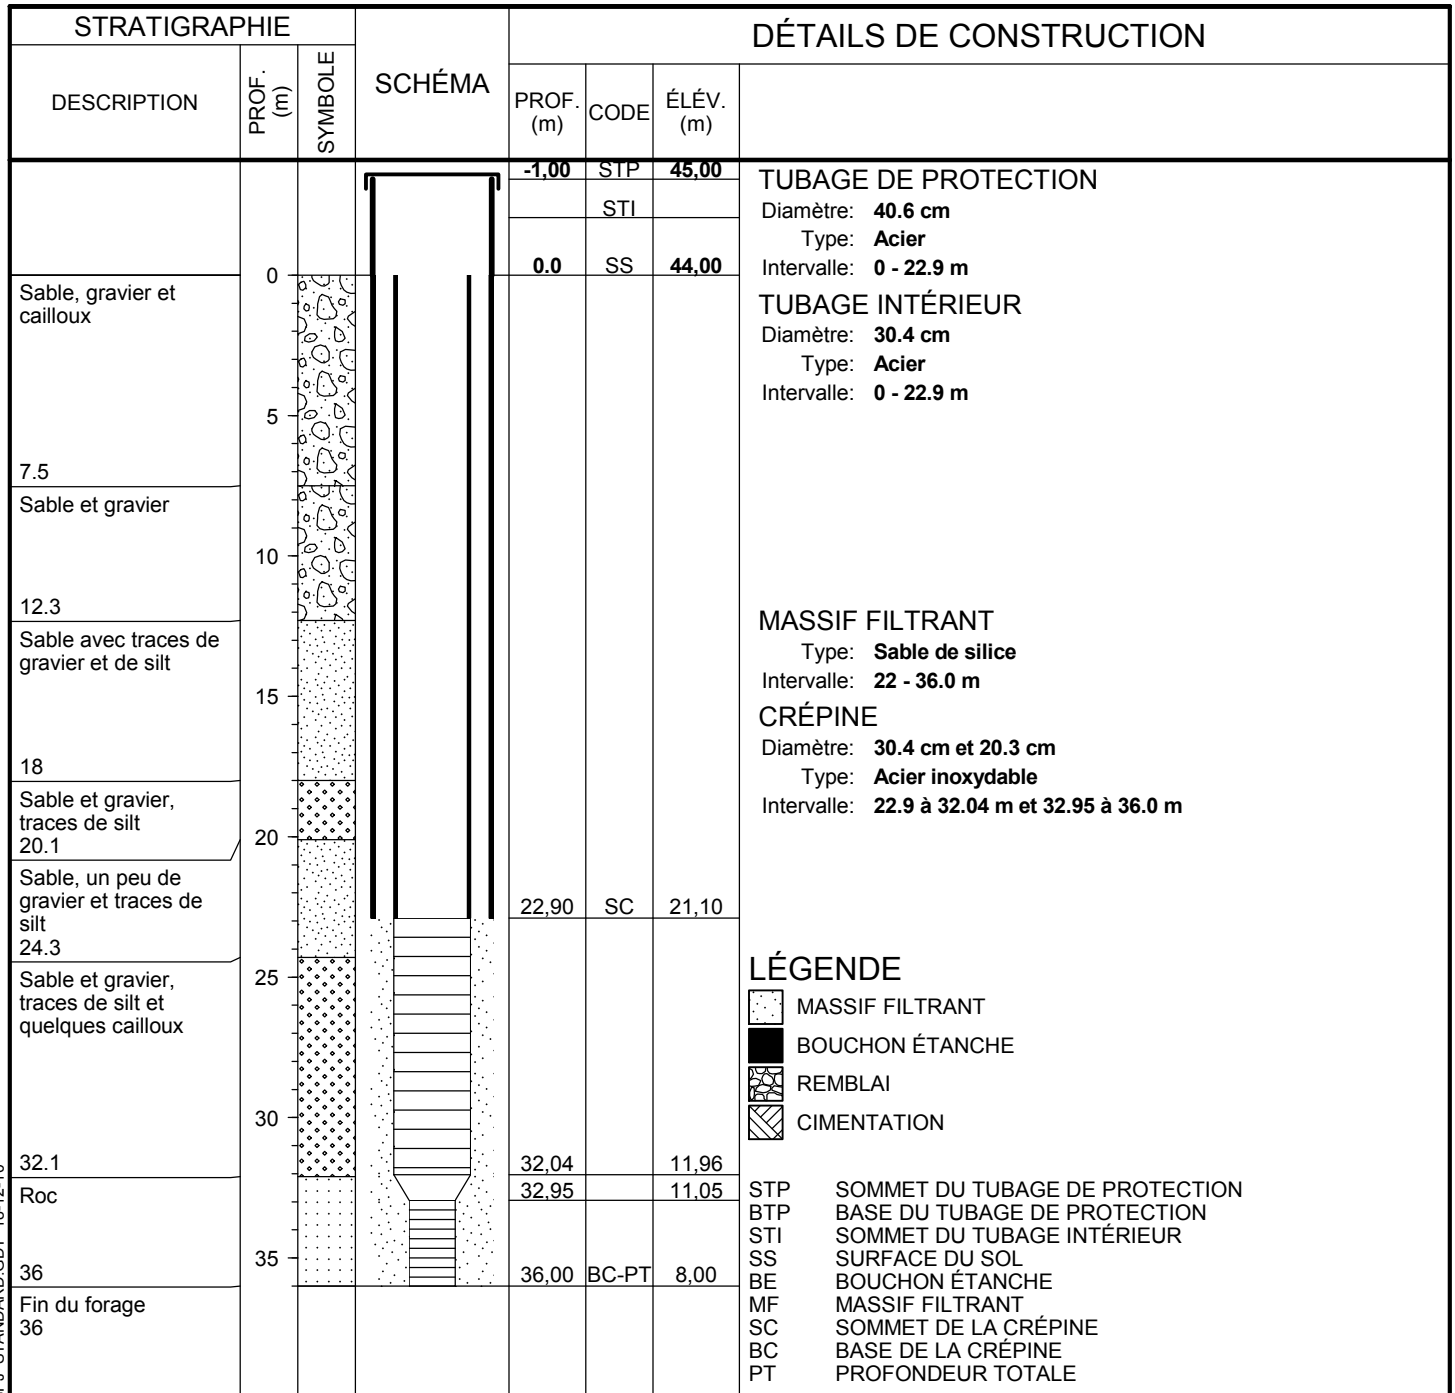 STRATIGRAPHIE
DESCRIPTION
PROF.
(m)
SYMBOLE
SCHÉMA
DÉTAILS DE CONSTRUCTION
PROF.
(m)
CODE
ÉLÉV.
(m)
-1,00 STP 45,00
STI
0.0 SS 44,00
TUBAGE DE PROTECTION
Diamètre: 40.6 cm
Type: Acier
Intervalle: 0 - 22.9 m
TUBAGE INTÉRIEUR
Diamètre: 30.4 cm
Type: Acier
Intervalle: 0 - 22.9 m
0
5
10
15
20
25
30
35
Sable, gravier et
cailloux
7.5
Sable et gravier
12.3
Sable avec traces de
gravier et de silt
18
Sable et gravier,
traces de silt
20.1
Sable, un peu de
gravier et traces de
silt
24.3
Sable et gravier,
traces de silt et
quelques cailloux
32.1
Roc
36
Fin du forage
36
MASSIF FILTRANT
Type: Sable de silice
Intervalle: 22 - 36.0 m
CRÉPINE
Diamètre: 30.4 cm et 20.3 cm
Type: Acier inoxydable
Intervalle: 22.9 à 32.04 m et 32.95 à 36.0 m
22,90 SC 21,10
32,04 11,96
32,95 11,05
36,00 BC-PT 8,00
LÉGENDE
MASSIF FILTRANT
BOUCHON ÉTANCHE
REMBLAI
CIMENTATION
STP SOMMET DU TUBAGE DE PROTECTION
BTP BASE DU TUBAGE DE PROTECTION
STI SOMMET DU TUBAGE INTÉRIEUR
SS SURFACE DU SOL
BE BOUCHON ÉTANCHE
MF MASSIF FILTRANT
SC SOMMET DE LA CRÉPINE
BC BASE DE LA CRÉPINE
PT PROFONDEUR TOTALE